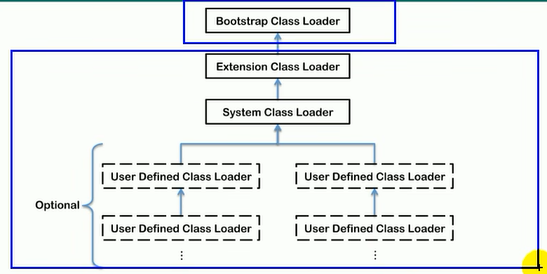 Bootstrap Class Loader
Extension Class Loader
System Class Loader
User Defined Class Loader
User Defined Class Loader
Optional
User Defined Class Loader
User Defined Class Loader